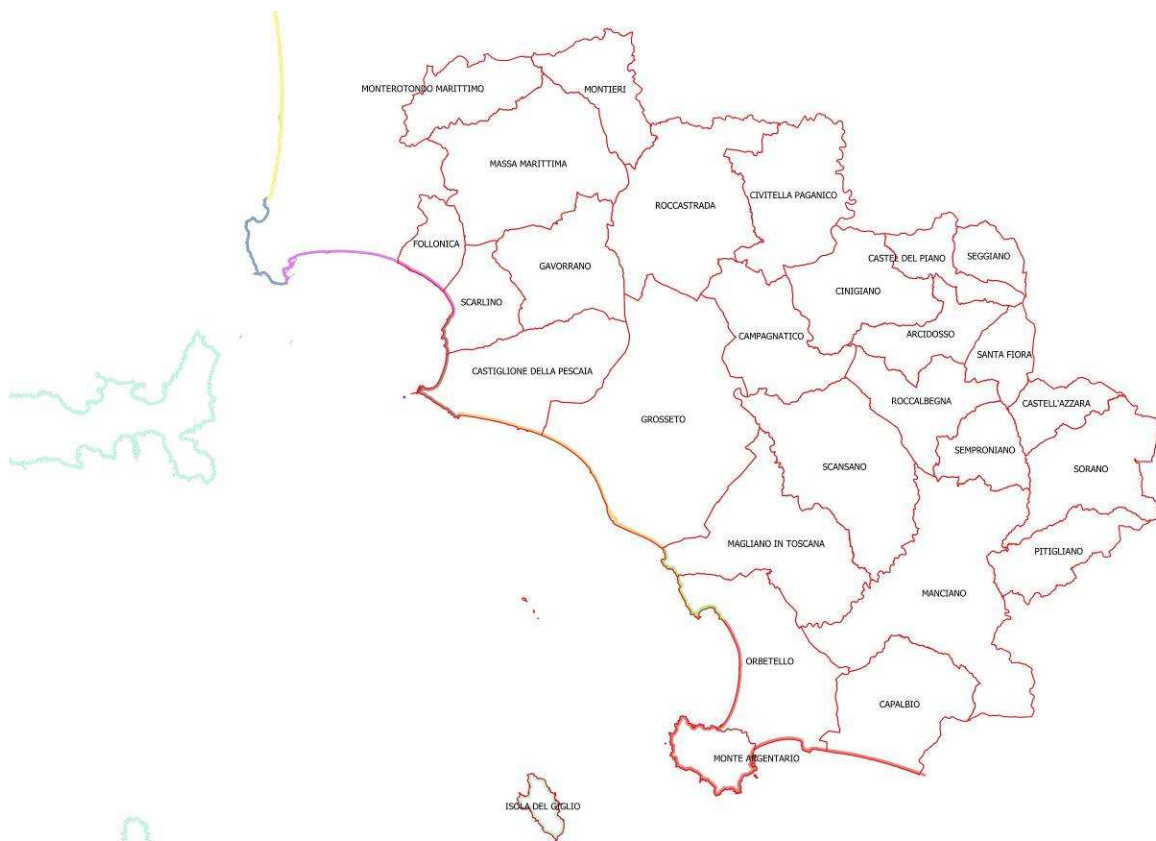 MONTEROTONDO MARITTIMO
MONTIERI
MASSA MARITTIMA
CIVITELLA PAGANICO
ROCCASTRADA
FOLLONICA
CASTEL DEL PIANO
SEGGIANO
GAVORRANO
CINIGIANO
SCARLINO
ARCIDOSSO
CAMPAGNATICO
SANTA FIORA
CASTIGLIONE DELLA PESCAIA
ROCCALBEGNA
CASTELL'AZZARA
GROSSETO
SEMPRONIANO
SCANSANO
SORANO
MAGLIANO IN TOSCANA
PITIGLIANO
MANCIANO
ORBETELLO
CAPALBIO
MONTE ARGENTARIO
ISOLA DEL GIGLIO